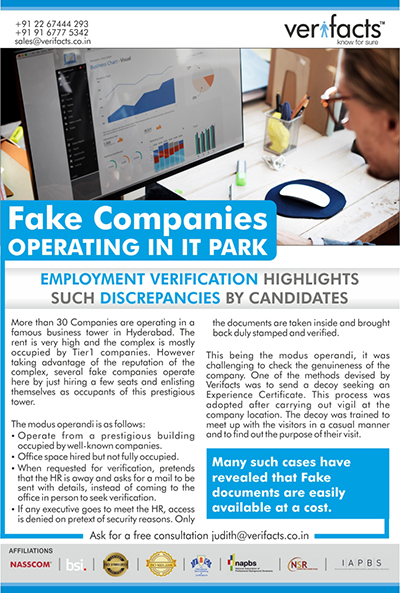 +91 22 67444 293
+91 91 6777 5342
sales@verifacts.co.in
verifacts™
know for sure
Business Chart - Visual
Fake Companies
OPERATING IN IT PARK
EMPLOYMENT VERIFICATION HIGHLIGHTS
SUCH DISCREPANCIES BY CANDIDATES
More than 30 Companies are operating in a
famous business tower in Hyderabad. The
rent is very high and the complex is mostly
occupied by Tier1 companies. However
taking advantage of the reputation of the
complex, several fake companies operate
here by just hiring a few seats and enlisting
themselves as occupants of this prestigious
tower.
The modus operandi is as follows:
• Operate from a prestigious building
occupied by well-known companies.
• Office space hired but not fully occupied.
• When requested for verification, pretends
that the HR is away and asks for a mail to be
sent with details, instead of coming to the
office in person to seek verification.
• If any executive goes to meet the HR, access
is denied on pretext of security reasons. Only
the documents are taken inside and brought
back duly stamped and verified.
This being the modus operandi, it was
challenging to check the genuineness of the
company. One of the methods devised by
Verifacts was to send a decoy seeking an
Experience Certificate. This process was
adopted after carrying out vigil at the
company location. The decoy was trained to
meet up with the visitors in a casual manner
and to find out the purpose of their visit.
Many such cases have
revealed that Fake
documents are easily
available at a cost.
Ask for a free consultation judith@verifacts.co.in
AFFILIATIONS
NASSCOM®
bsi.
napbs
NSR
IAPBS